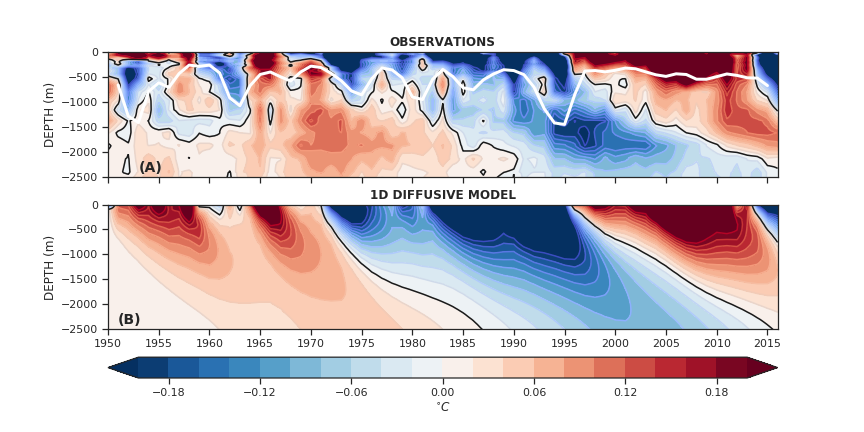 OBSERVATIONS
0
−500
−1000
−1500
−2000
−2500
DEPTH (m)
(A)
1D DIFFUSIVE MODEL
0
−500
−1000
−1500
−2000
−2500
DEPTH (m)
(B)
1950 1955 1960 1965 1970 1975 1980 1985 1990 1995 2000 2005 2010 2015
−0.18 −0.12 −0.06 0.00 0.06 0.12 0.18
°C